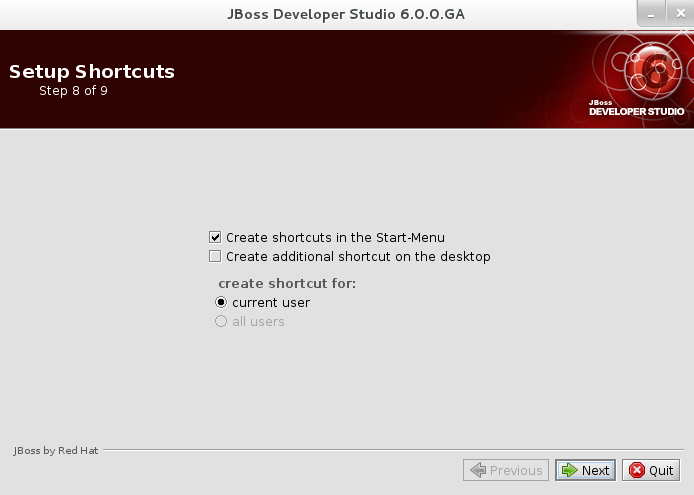 JBoss Developer Studio 6.0.0.GA
Setup Shortcuts
Step 8 of 9
6
JBoss
DEVELOPER STUDIO
Create shortcuts in the Start-Menu
Create additional shortcut on the desktop
create shortcut for:
current user
all users
JBoss by Red Hat
Previous Next Quit